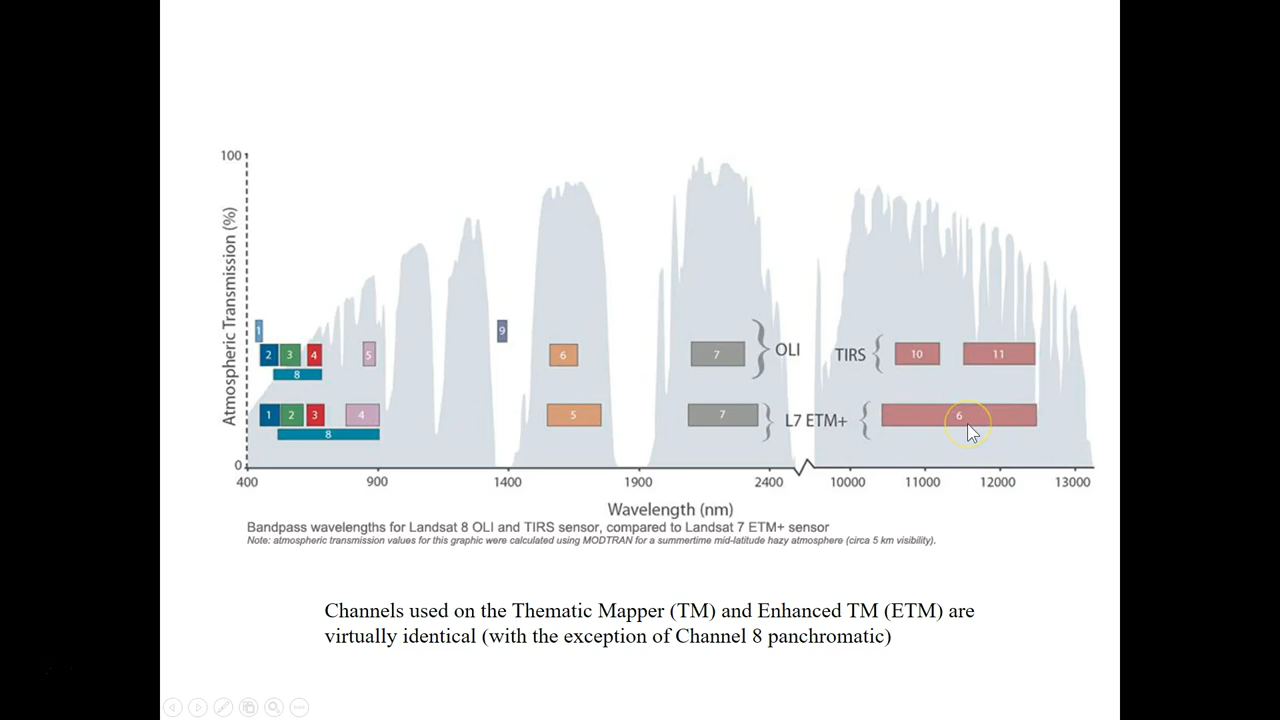 100
Atmospheric Transmission (%)
0
1
9
2 3 4 5 6 7 OLI TIRS 10 11
8
1 2 3 4 5 7 L7 ETM+ 6
8
400 900 1400 1900 2400 10000 11000 12000 13000
Wavelength (nm)
Bandpass wavelengths for Landsat 8 OLI and TIRS sensor, compared to Landsat 7 ETM+ sensor
Note: atmospheric transmission values for this graphic were calculated using MODTRAN for a summertime mid-latitude hazy atmosphere (circa 5 km visibility).
Channels used on the Thematic Mapper (TM) and Enhanced TM (ETM) are
virtually identical (with the exception of Channel 8 panchromatic)